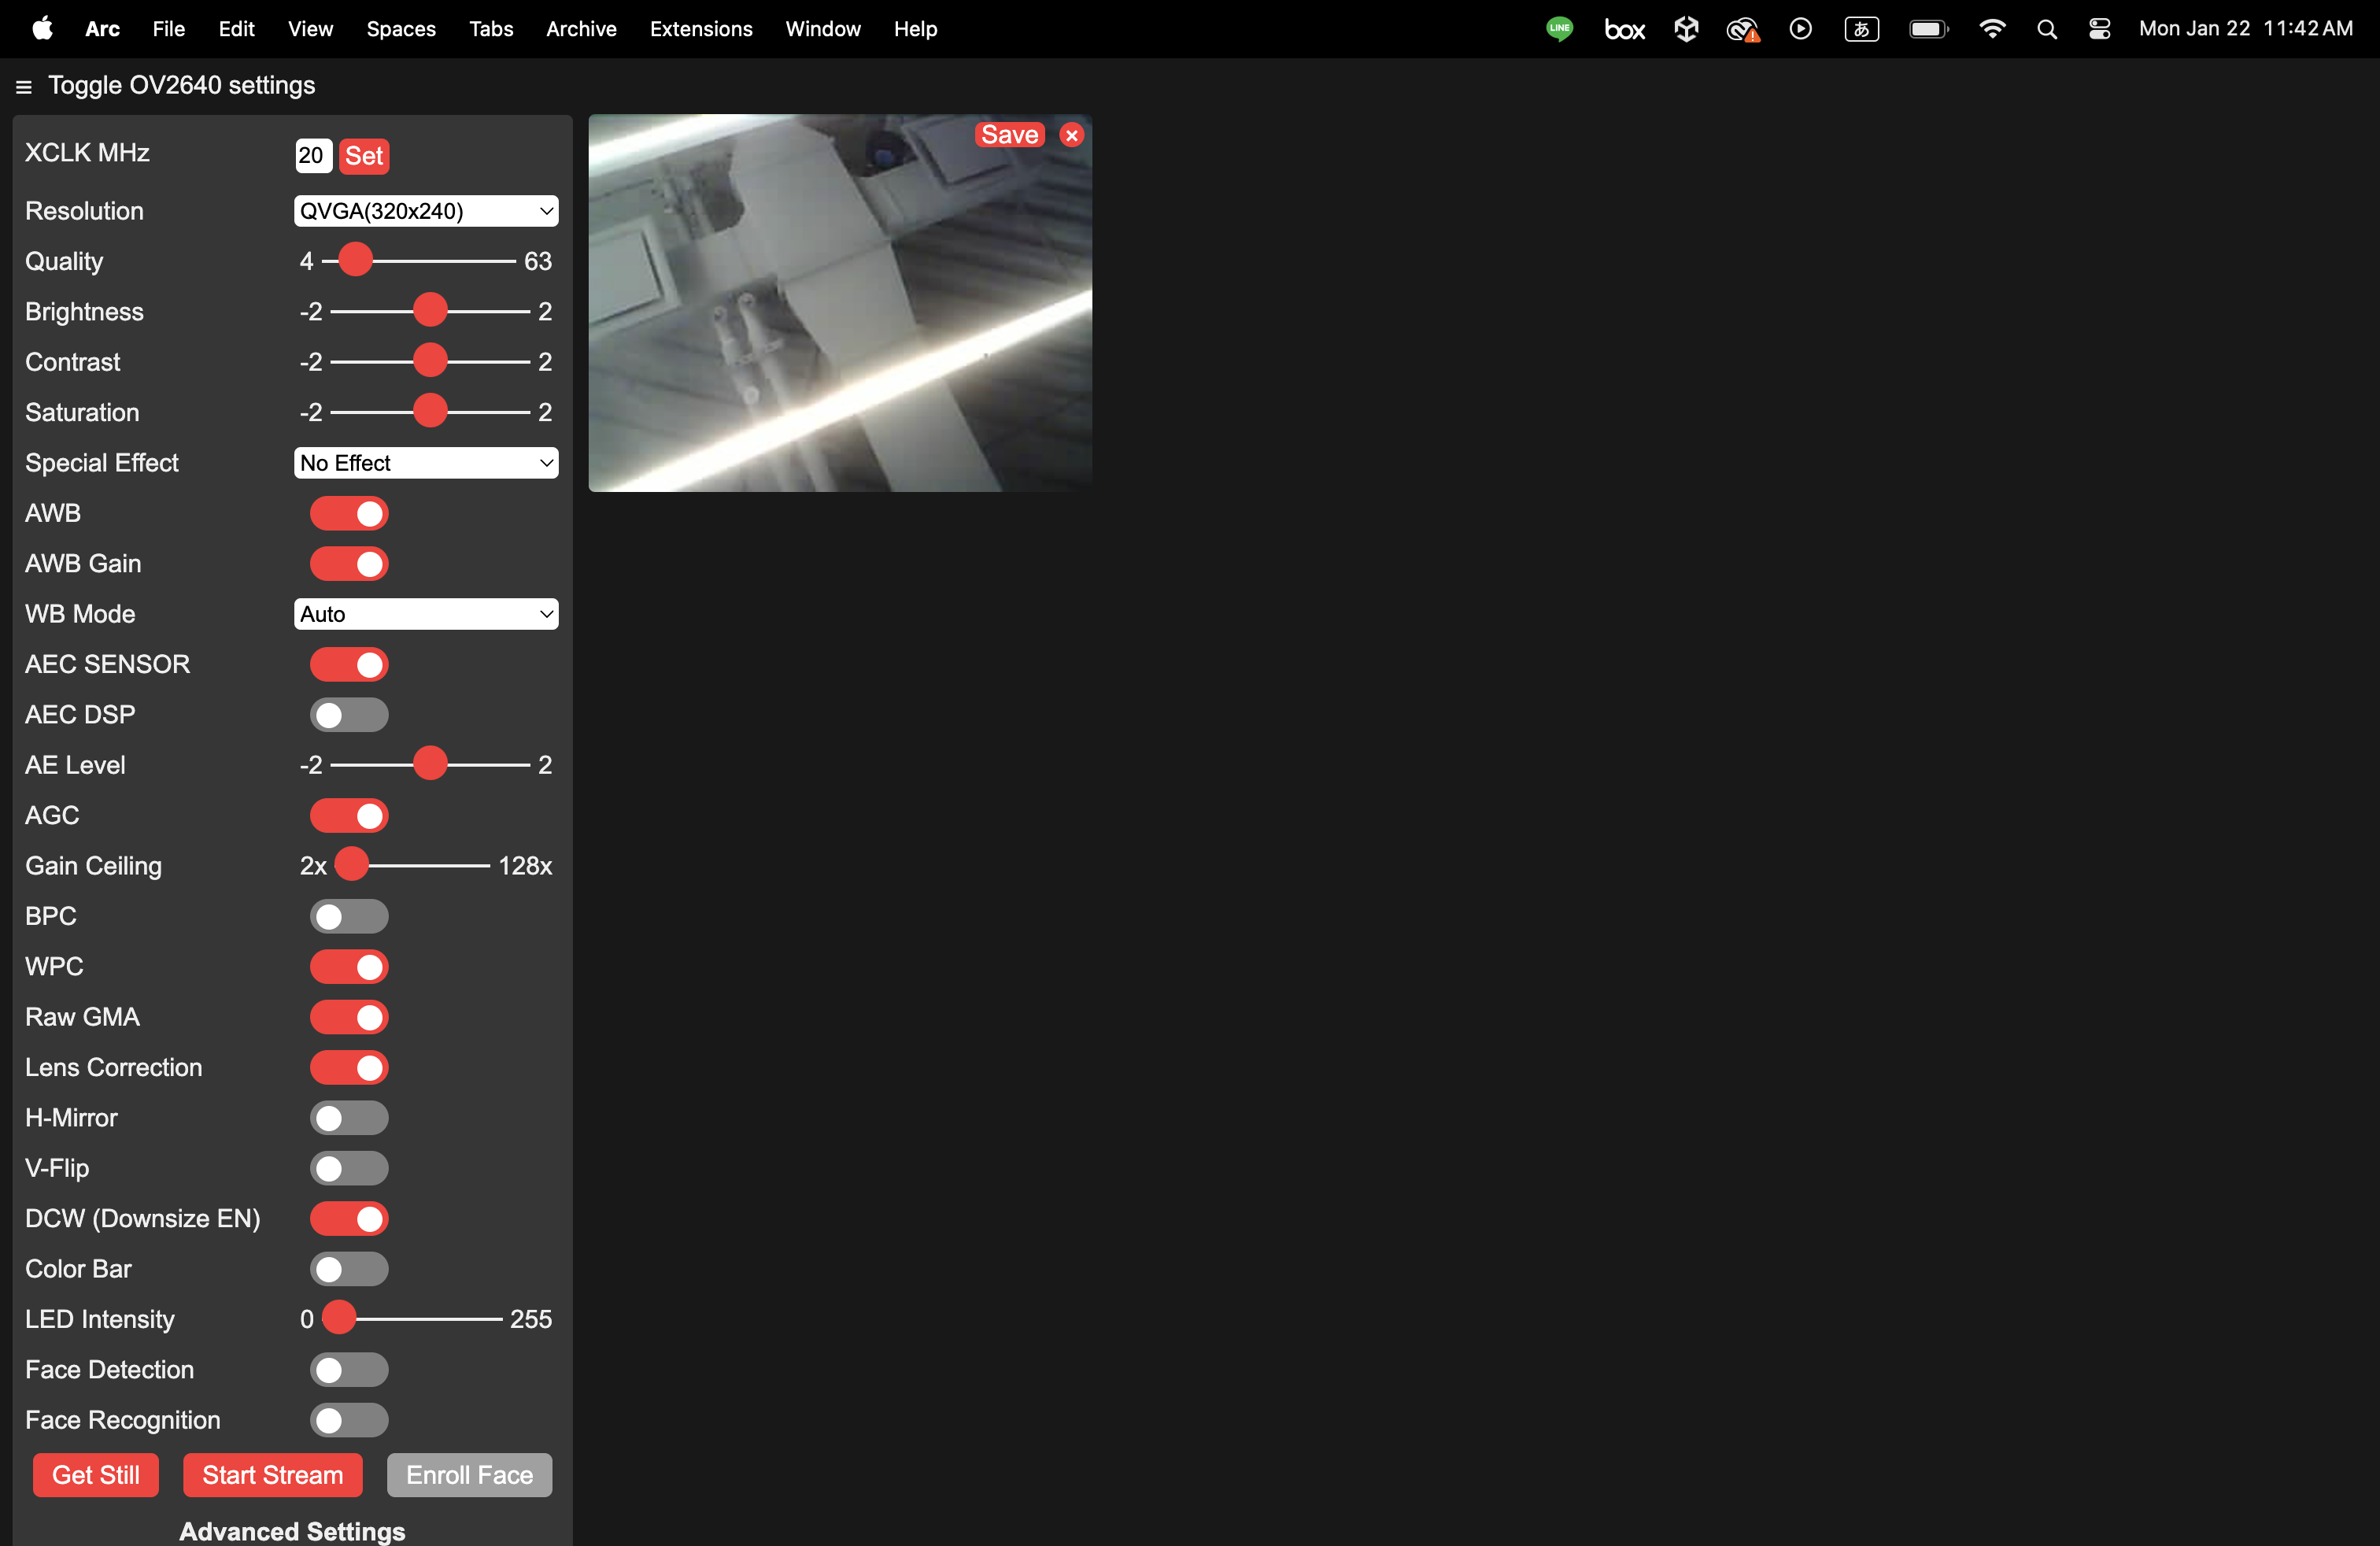 Arc File Edit View Spaces Tabs Archive Extensions Window Help LINE box あ Mon Jan 22 11:42 AM
Toggle OV2640 settings
XCLK MHz 20 Set
Resolution QVGA(320x240)
Quality 4 63
Brightness -2 2
Contrast -2 2
Saturation -2 2
Special Effect No Effect
AWB
AWB Gain
WB Mode Auto
AEC SENSOR
AEC DSP
AE Level -2 2
AGC
Gain Ceiling 2x 128x
BPC
WPC
Raw GMA
Lens Correction
H-Mirror
V-Flip
DCW (Downsize EN)
Color Bar
LED Intensity 0 255
Face Detection
Face Recognition
Get Still Start Stream Enroll Face
Advanced Settings
Save